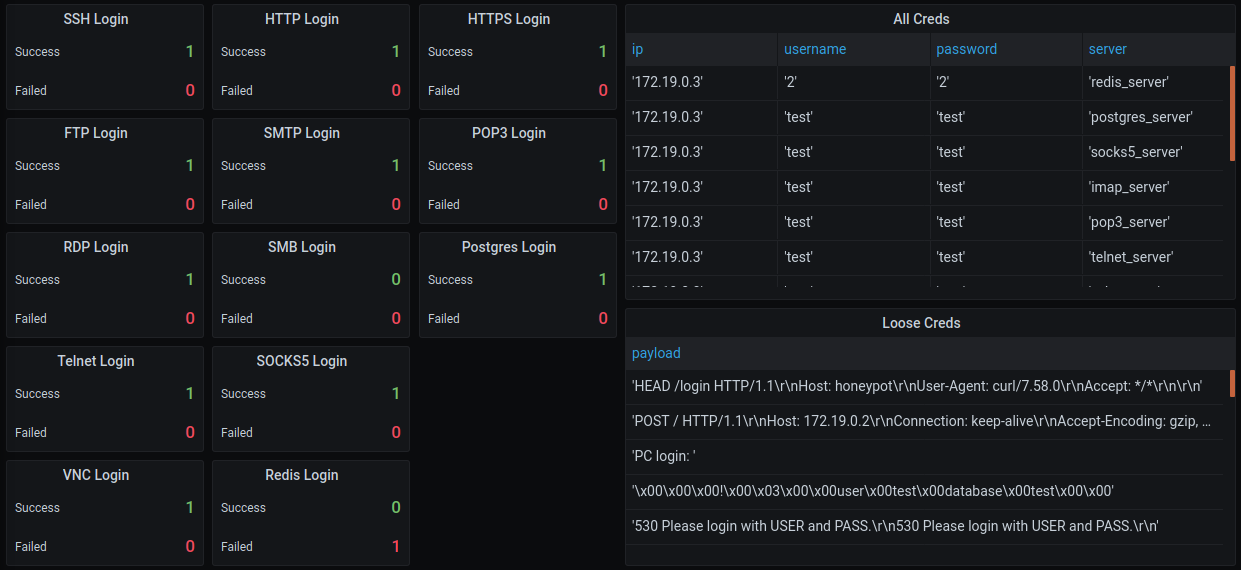 SSH Login
Success 1
Failed 0
HTTP Login
Success 1
Failed 0
HTTPS Login
Success 1
Failed 0
FTP Login
Success 1
Failed 0
SMTP Login
Success 1
Failed 0
POP3 Login
Success 1
Failed 0
RDP Login
Success 1
Failed 0
SMB Login
Success 0
Failed 0
Postgres Login
Success 1
Failed 0
Telnet Login
Success 1
Failed 0
SOCKS5 Login
Success 1
Failed 0
VNC Login
Success 1
Failed 0
Redis Login
Success 0
Failed 1
All Creds
ip username password server
'172.19.0.3' '2' '2' 'redis_server'
'172.19.0.3' 'test' 'test' 'postgres_server'
'172.19.0.3' 'test' 'test' 'socks5_server'
'172.19.0.3' 'test' 'test' 'imap_server'
'172.19.0.3' 'test' 'test' 'pop3_server'
'172.19.0.3' 'test' 'test' 'telnet_server'
Loose Creds
payload
'HEAD /login HTTP/1.1\r\nHost: honeypot\r\nUser-Agent: curl/7.58.0\r\nAccept: */*\r\n\r\n'
'POST / HTTP/1.1\r\nHost: 172.19.0.2\r\nConnection: keep-alive\r\nAccept-Encoding: gzip, …
'PC login: '
'\x00\x00\x00!\x00\x03\x00\x00user\x00test\x00database\x00test\x00\x00'
'530 Please login with USER and PASS.\r\n530 Please login with USER and PASS.\r\n'